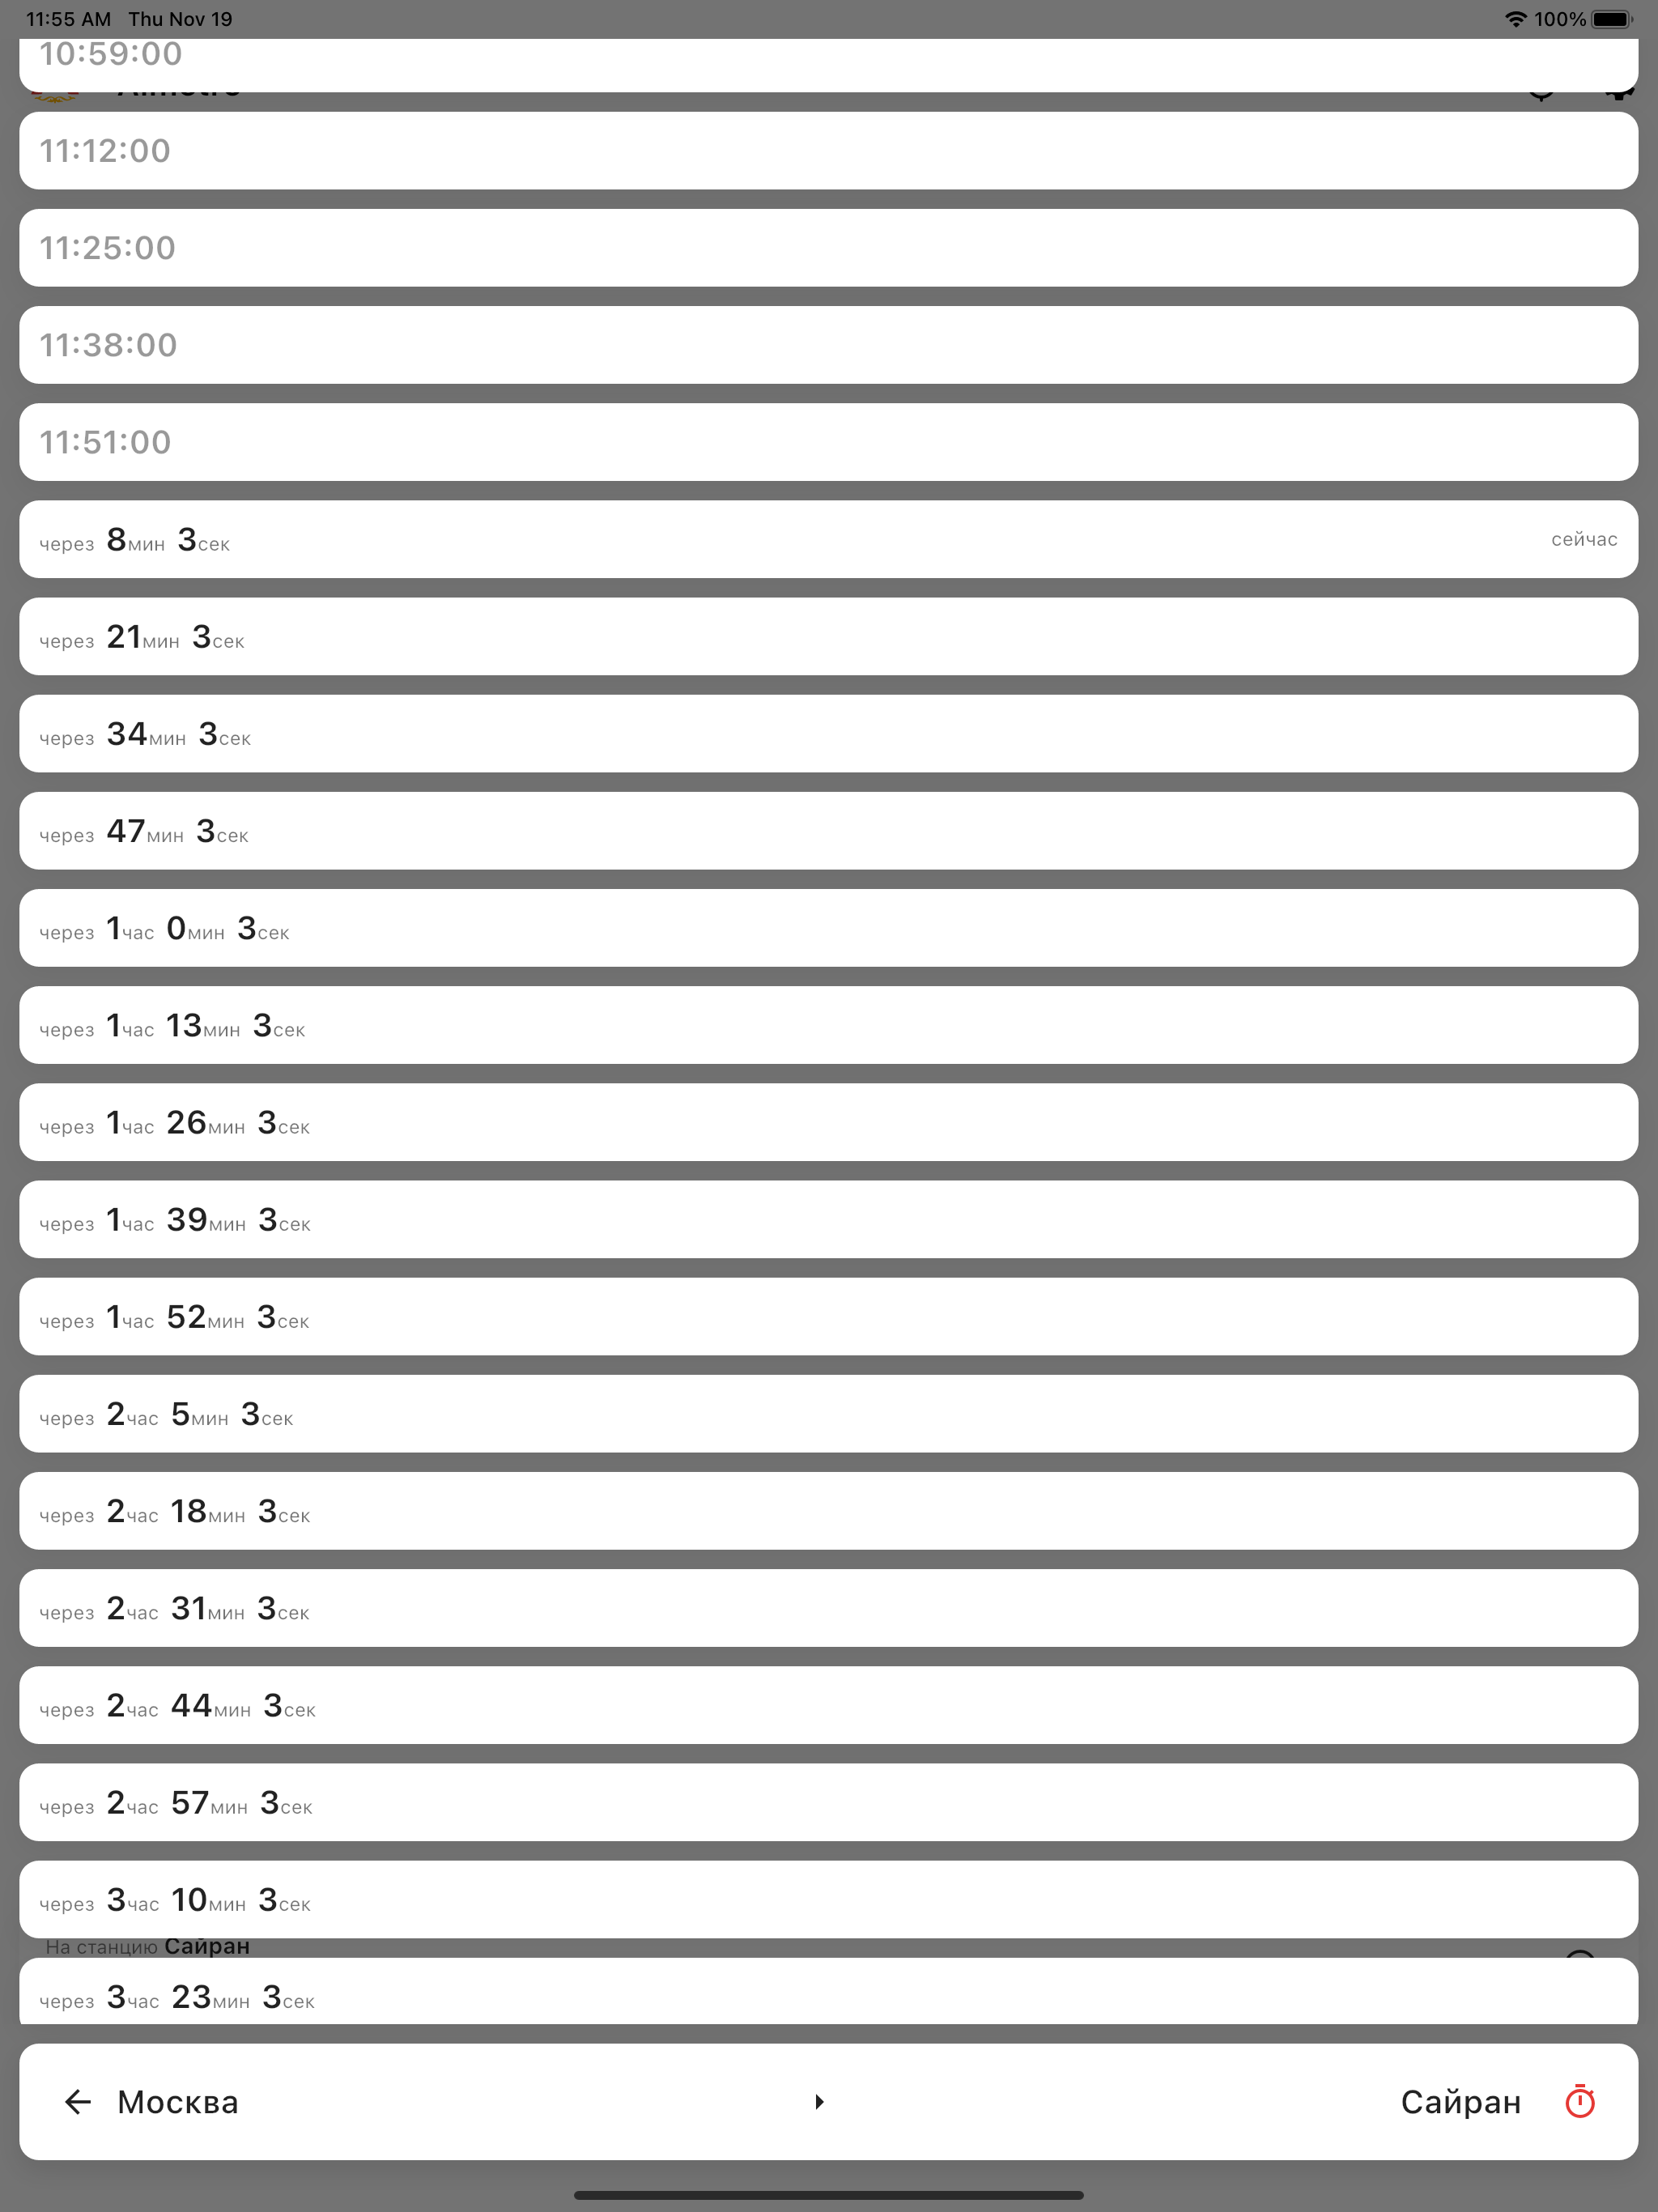 11:55 AM Thu Nov 19 100%
10:59:00
11:12:00
11:25:00
11:38:00
11:51:00
через 8мин 3сек сейчас
через 21мин 3сек
через 34мин 3сек
через 47мин 3сек
через 1час 0мин 3сек
через 1час 13мин 3сек
через 1час 26мин 3сек
через 1час 39мин 3сек
через 1час 52мин 3сек
через 2час 5мин 3сек
через 2час 18мин 3сек
через 2час 31мин 3сек
через 2час 44мин 3сек
через 2час 57мин 3сек
через 3час 10мин 3сек
На станцию Сайран
через 3час 23мин 3сек
Москва Сайран